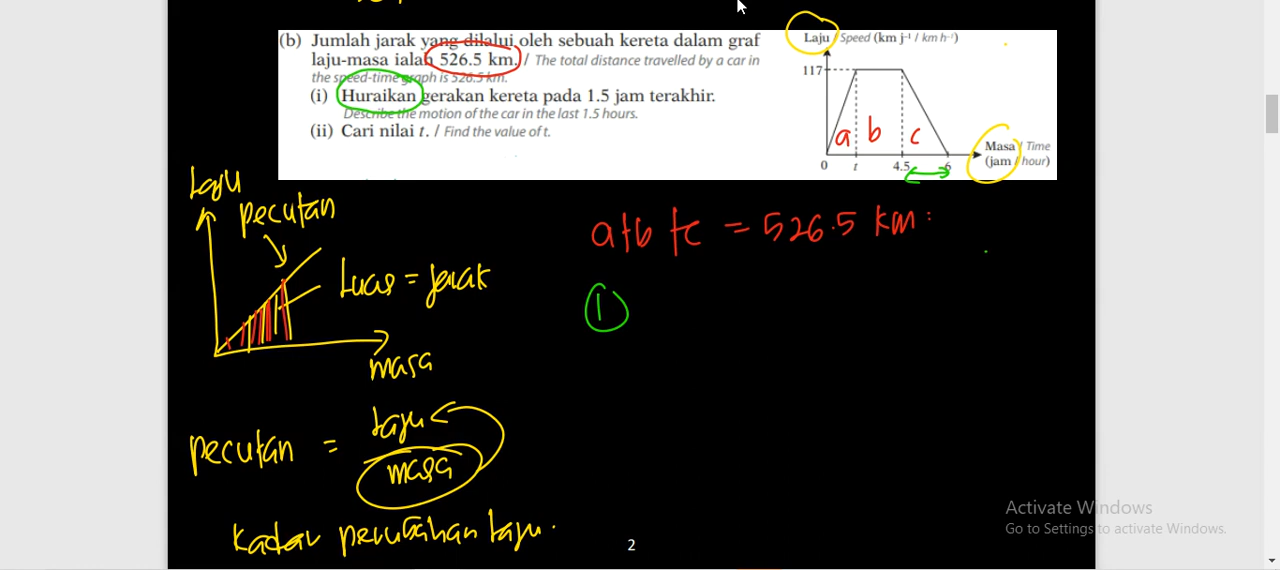 (b) Jumlah jarak yang dilalui oleh sebuah kereta dalam graf
laju-masa ialah 526.5 km. / The total distance travelled by a car in
the speed-time graph is 526.5 km.
(i) Huraikan gerakan kereta pada 1.5 jam terakhir.
Describe the motion of the car in the last 1.5 hours.
(ii) Cari nilai t. / Find the value of t.
Laju / Speed (km j⁻¹ / km h⁻¹)
117
a b c
Masa / Time
(jam / hour)
0 t 4.5 6
Laju
pecutan
Luas = jarak
masa
a+b+c = 526.5 km
1
pecutan = laju
masa
kadar perubahan laju.
2
Activate Windows
Go to Settings to activate Windows.